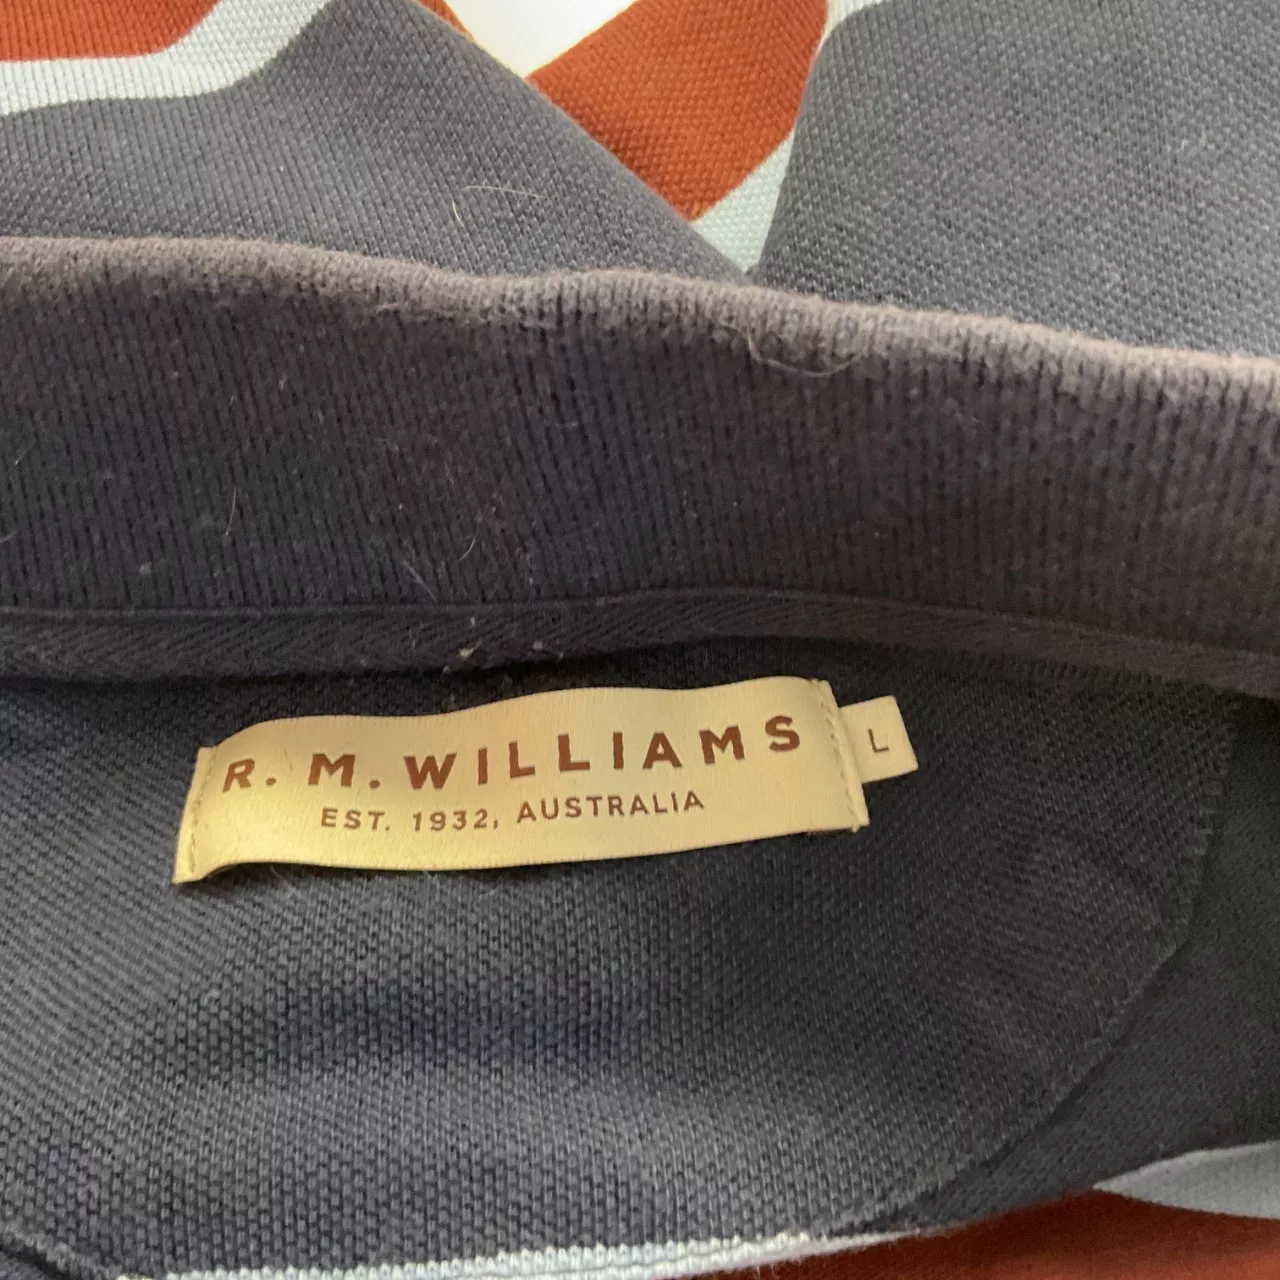 R. M. WILLIAMS
EST. 1932, AUSTRALIA
L